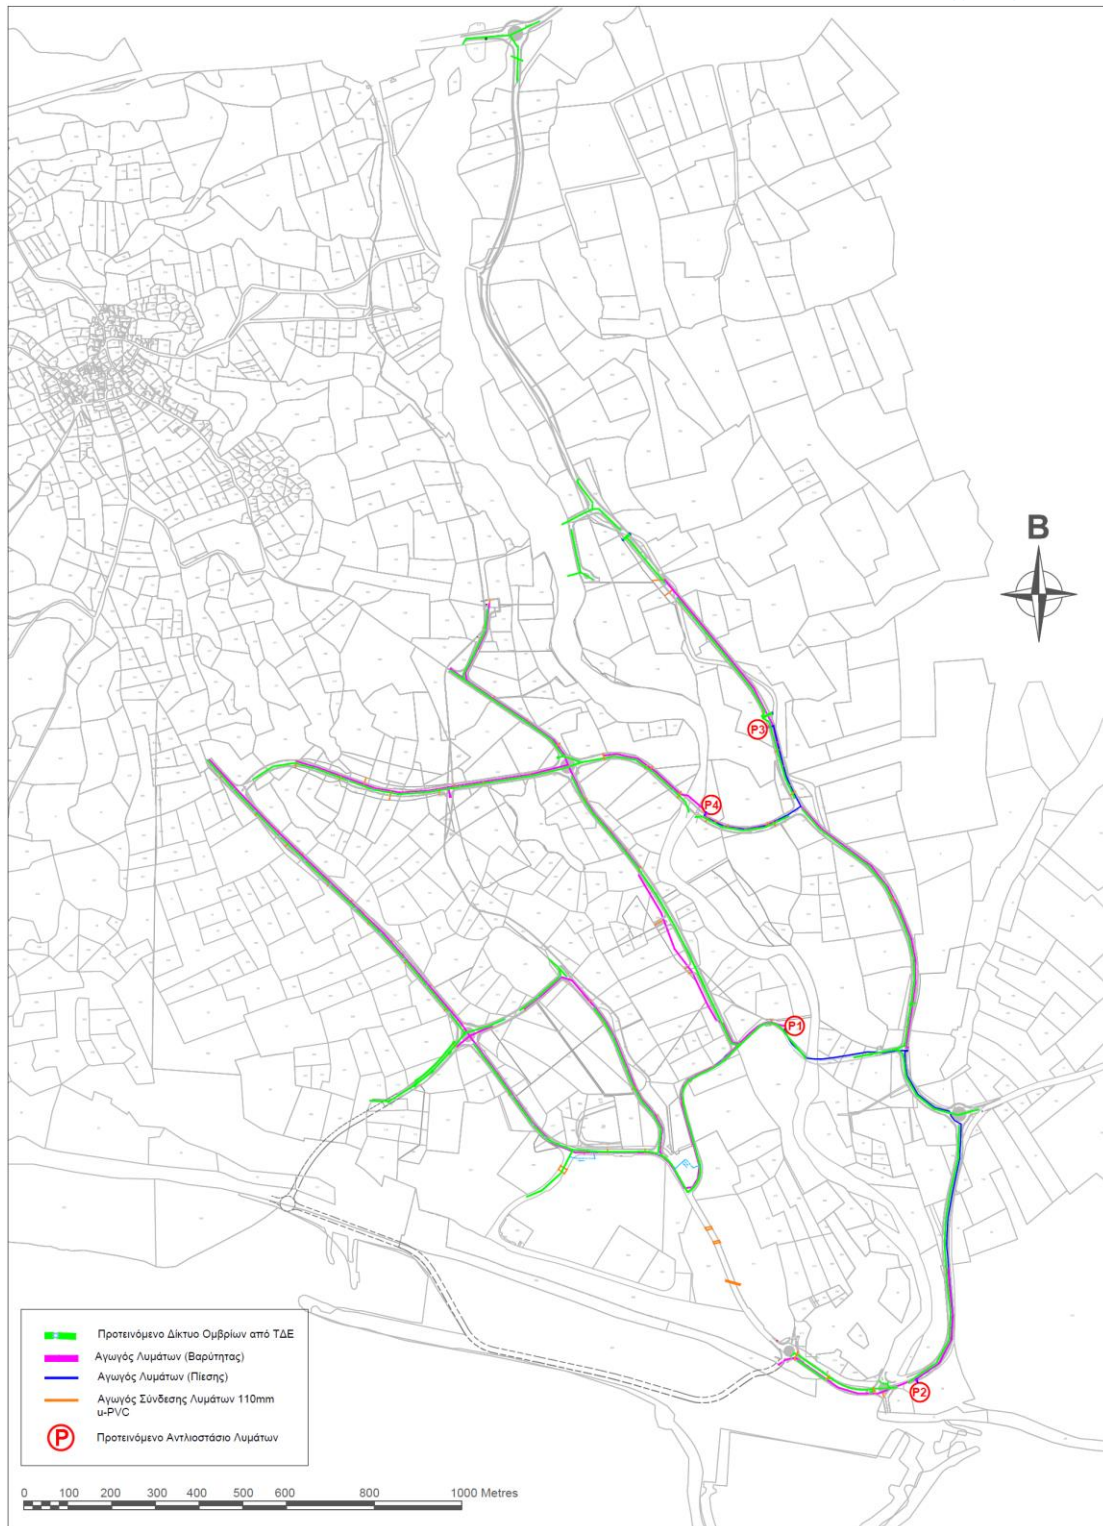 B
P3
P4
P1
P2
Προτεινόμενο Δίκτυο Ομβρίων από ΤΔΕ
Αγωγός Λυμάτων (Βαρύτητας)
Αγωγός Λυμάτων (Πίεσης)
Αγωγός Σύνδεσης Λυμάτων 110mm
u-PVC
P
Προτεινόμενο Αντλιοστάσιο Λυμάτων
0 100 200 300 400 600 800 1000 Metres